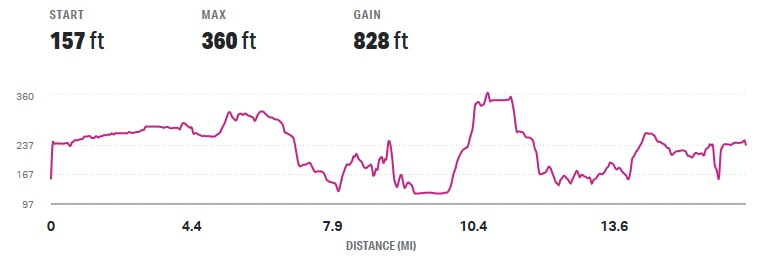 START MAX GAIN
157 ft 360 ft 828 ft
360
237
167
97
0 4.4 7.9 10.4 13.6
DISTANCE (MI)